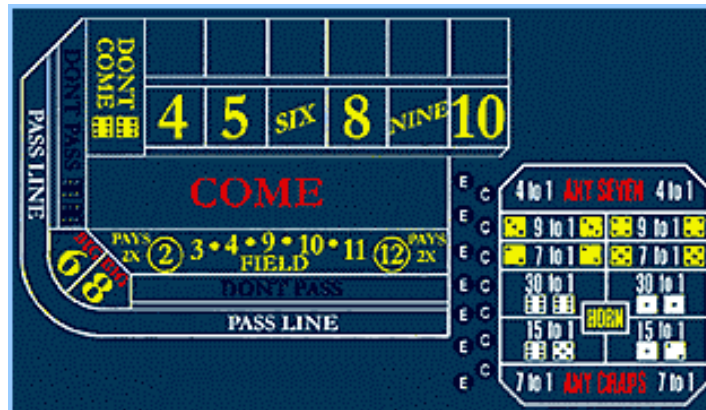 DONT COME
4 5 SIX 8 NINE 10
PASS LINE
DONT PASS
COME
PAYS 2X
2
3 • 4 • 9 • 10 • 11
12
PAYS 2X
FIELD
BIG 6
BIG 8
DONT PASS
PASS LINE
E C
E C
E C
E C
E C
E C
4 to 1 ANY SEVEN 4 to 1
9 to 1 9 to 1
7 to 1 7 to 1
30 to 1 30 to 1
HORN
15 to 1 15 to 1
7 to 1 ANY CRAPS 7 to 1